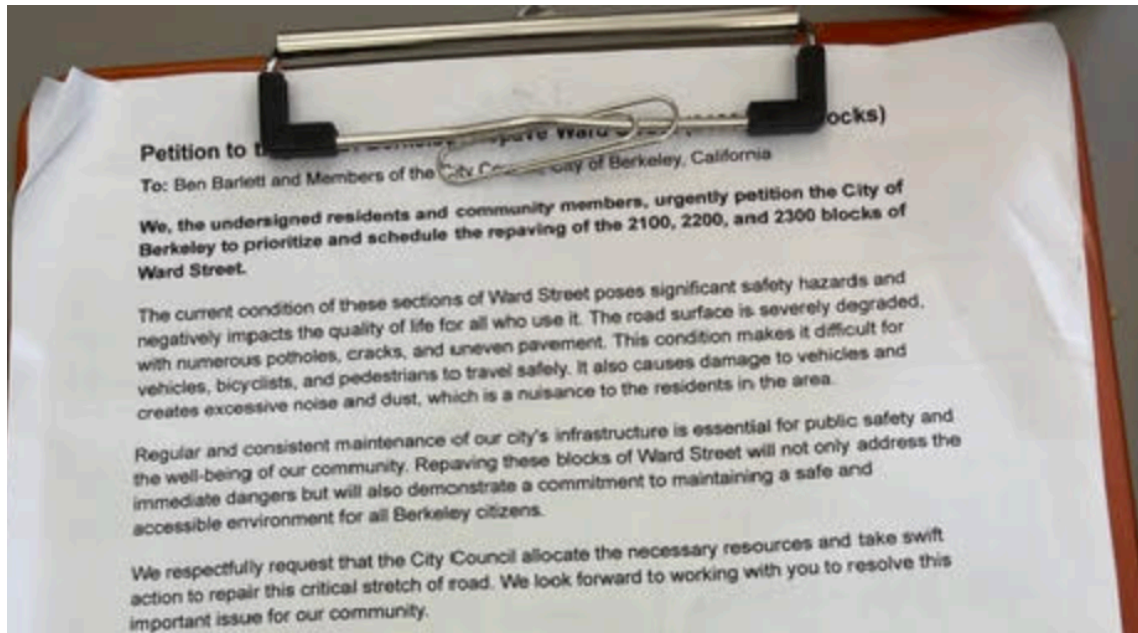 Petition to ocks)
To: Ben Barlett and Members of the City of Berkeley, California
We, the undersigned residents and community members, urgently petition the City of
Berkeley to prioritize and schedule the repaving of the 2100, 2200, and 2300 blocks of
Ward Street.
The current condition of these sections of Ward Street poses significant safety hazards and
negatively impacts the quality of life for all who use it. The road surface is severely degraded,
with numerous potholes, cracks, and uneven pavement. This condition makes it difficult for
vehicles, bicyclists, and pedestrians to travel safely. It also causes damage to vehicles and
creates excessive noise and dust, which is a nuisance to the residents in the area.
Regular and consistent maintenance of our city's infrastructure is essential for public safety and
the well-being of our community. Repaving these blocks of Ward Street will not only address the
immediate dangers but will also demonstrate a commitment to maintaining a safe and
accessible environment for all Berkeley citizens.
We respectfully request that the City Council allocate the necessary resources and take swift
action to repair this critical stretch of road. We look forward to working with you to resolve this
important issue for our community.